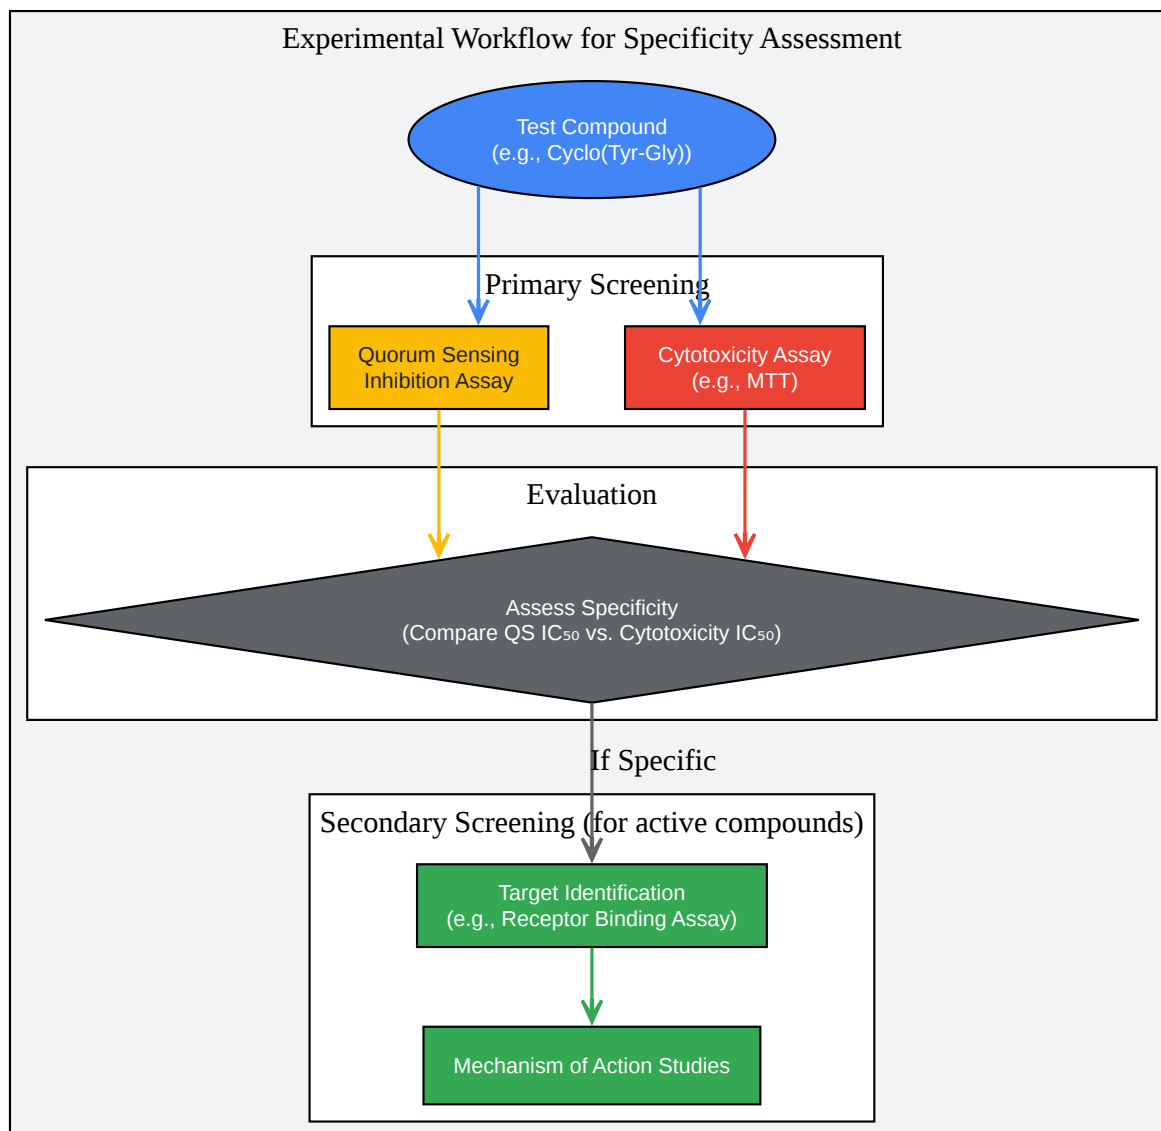 Experimental Workflow for Specificity Assessment
Test Compound
(e.g., Cyclo(Tyr-Gly))
Primary Screening
Quorum Sensing
Inhibition Assay
Cytotoxicity Assay
(e.g., MTT)
Evaluation
Assess Specificity
(Compare QS IC₅₀ vs. Cytotoxicity IC₅₀)
If Specific
Secondary Screening (for active compounds)
Target Identification
(e.g., Receptor Binding Assay)
Mechanism of Action Studies